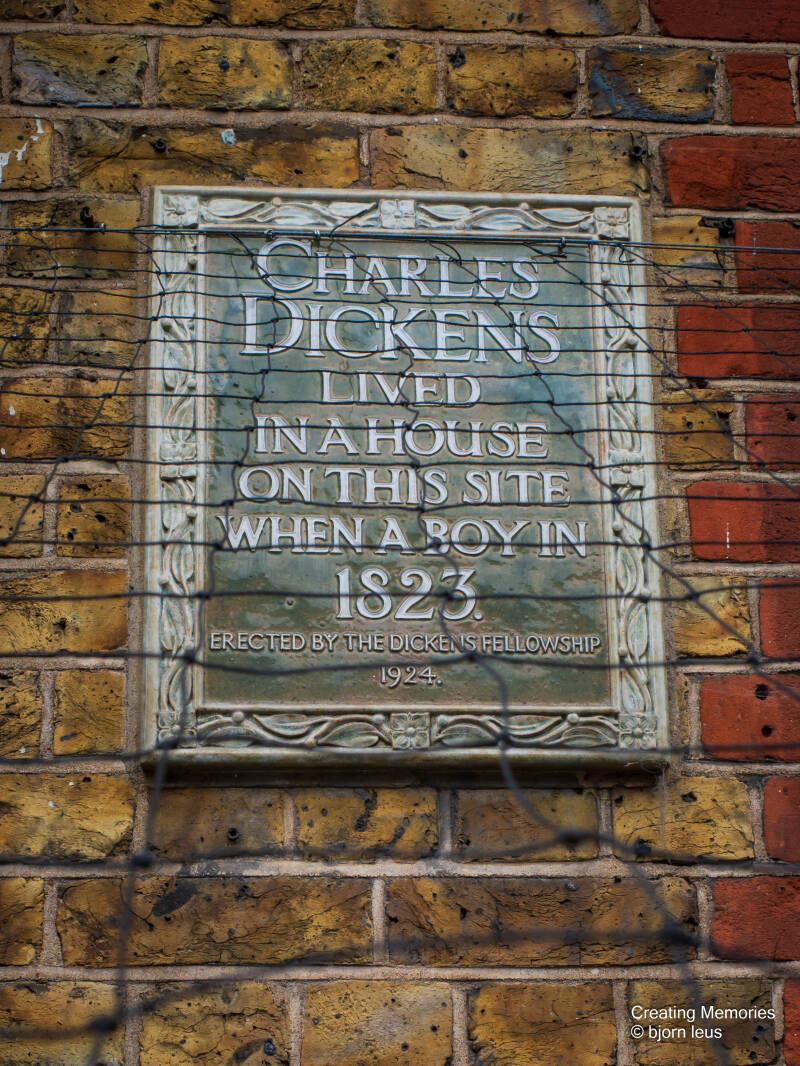 CHARLES
DICKENS
LIVED
IN A HOUSE
ON THIS SITE
WHEN A BOY IN
1823.
ERECTED BY THE DICKENS FELLOWSHIP
1924.
Creating Memories
© bjorn leus